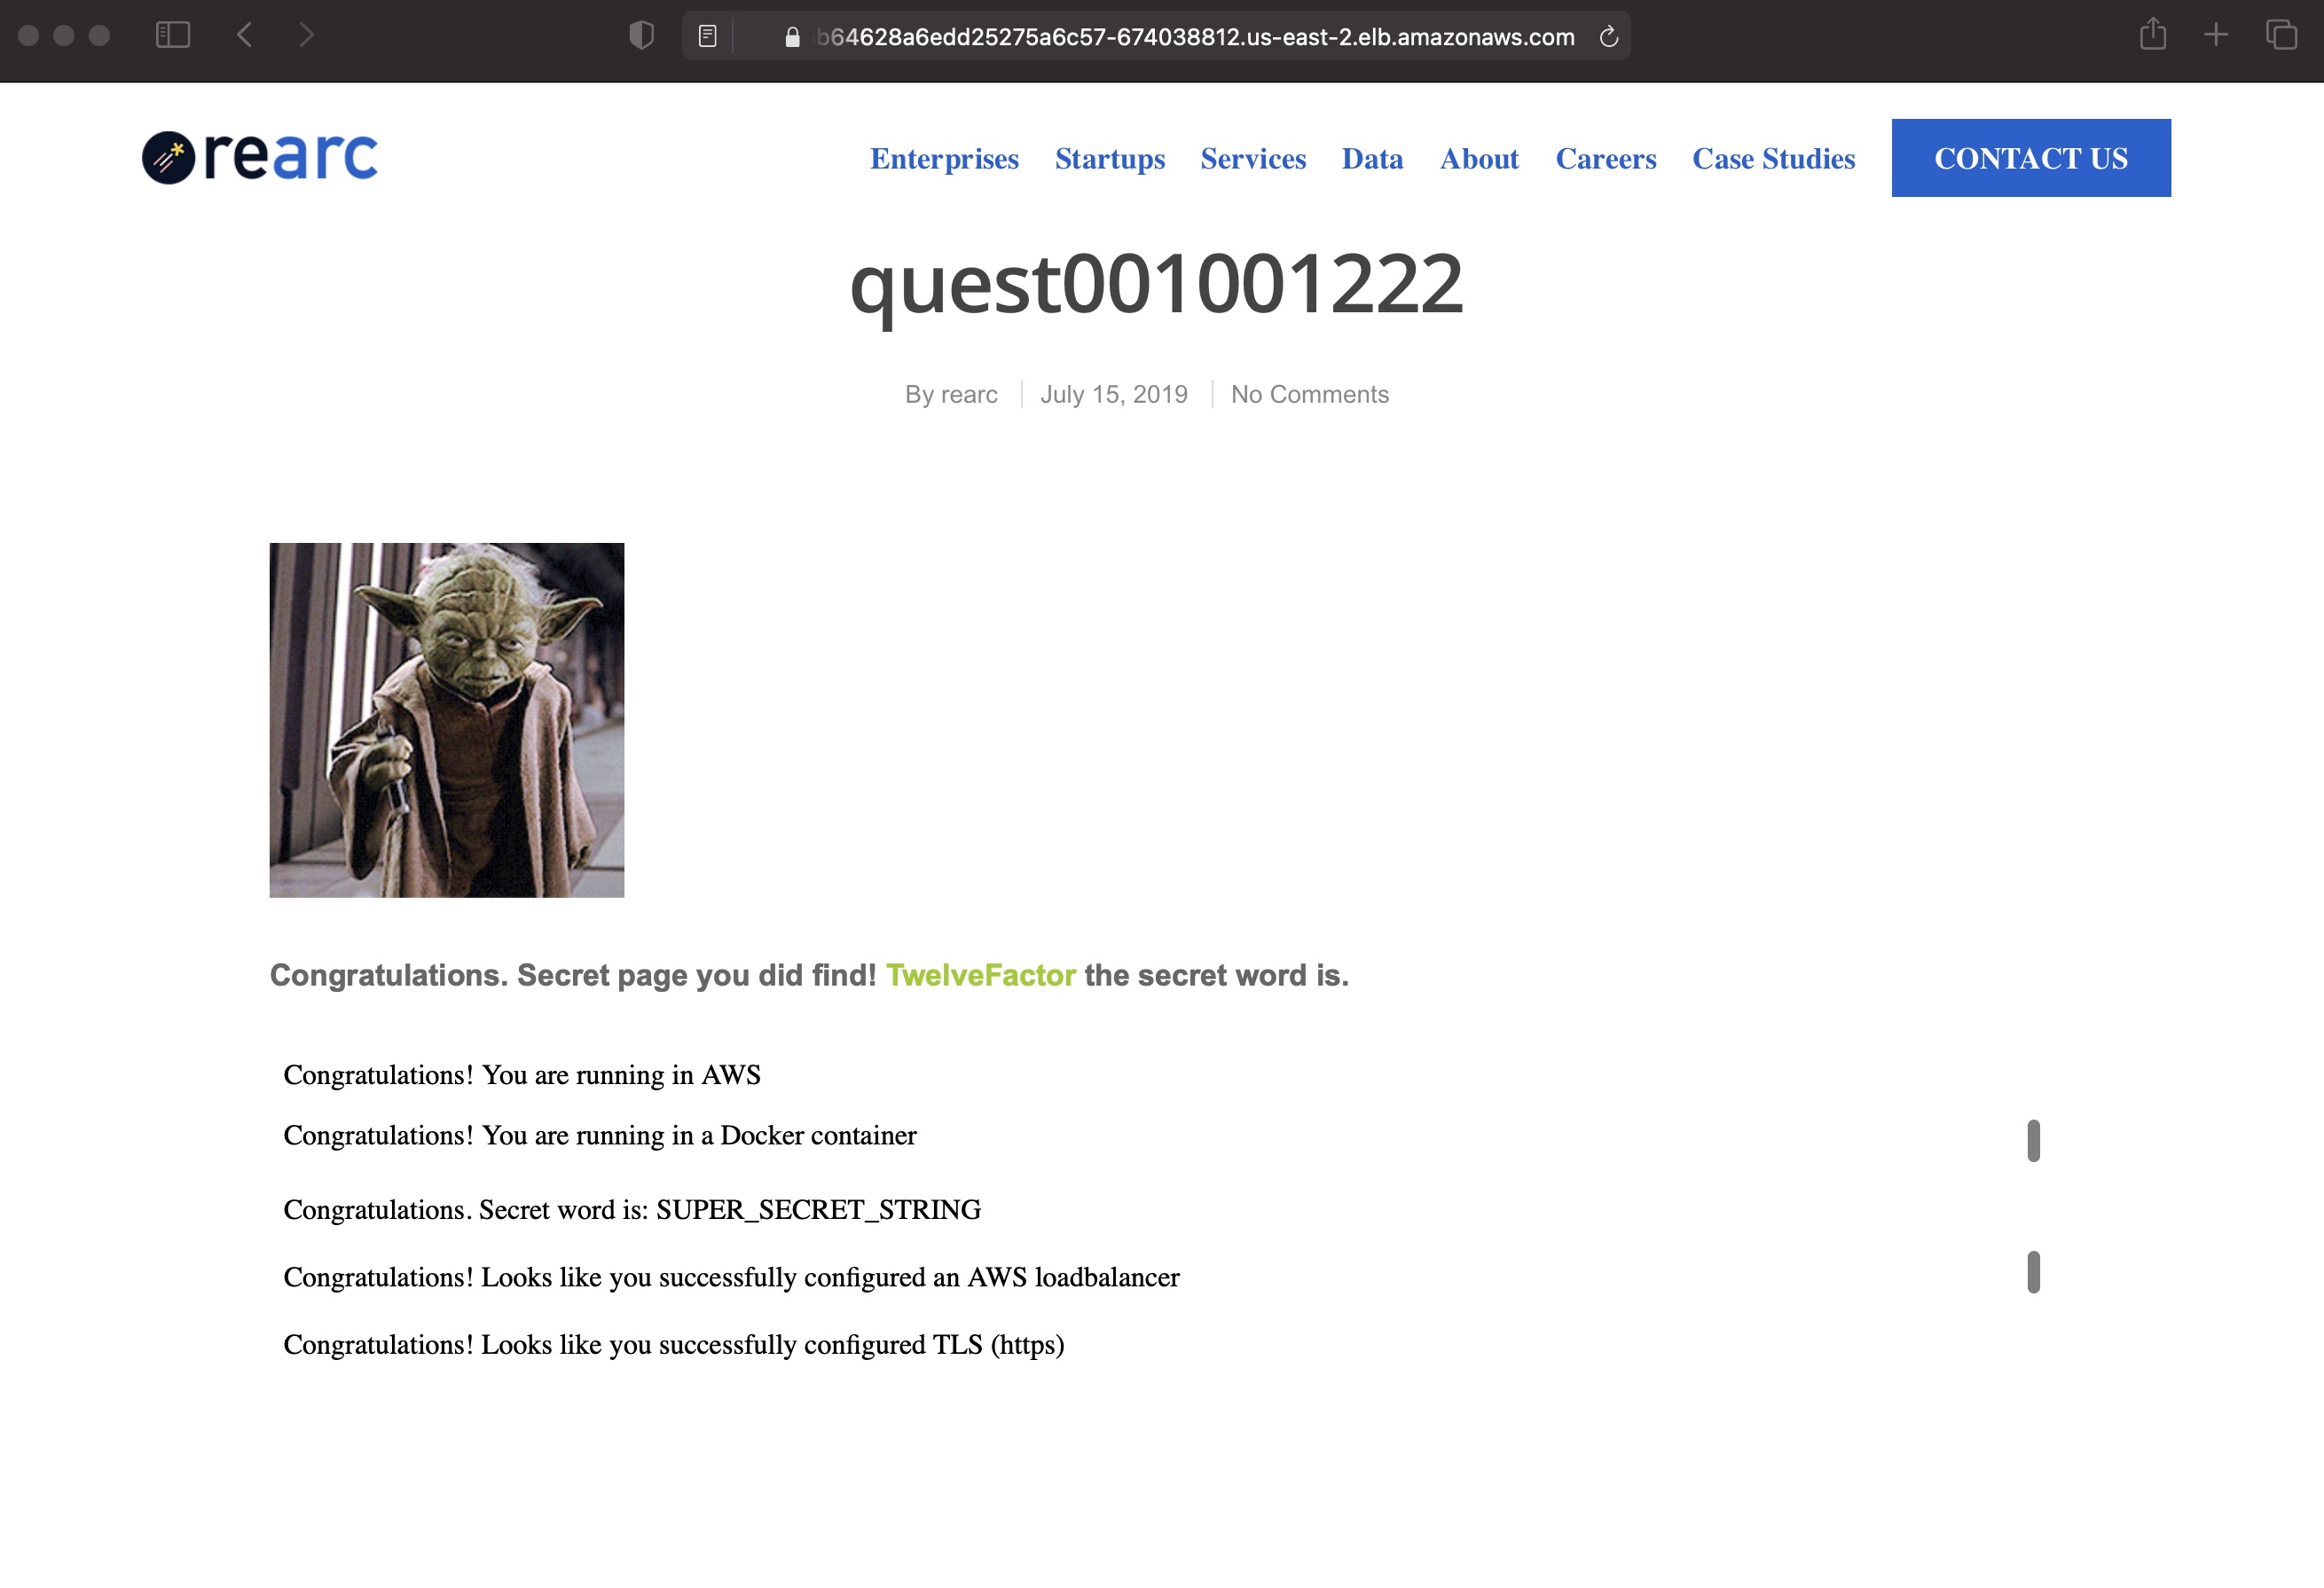 b64628a6edd25275a6c57-674038812.us-east-2.elb.amazonaws.com
rearc
Enterprises Startups Services Data About Careers Case Studies CONTACT US
quest001001222
By rearc July 15, 2019 No Comments
Congratulations. Secret page you did find! TwelveFactor the secret word is.
Congratulations! You are running in AWS
Congratulations! You are running in a Docker container
Congratulations. Secret word is: SUPER_SECRET_STRING
Congratulations! Looks like you successfully configured an AWS loadbalancer
Congratulations! Looks like you successfully configured TLS (https)